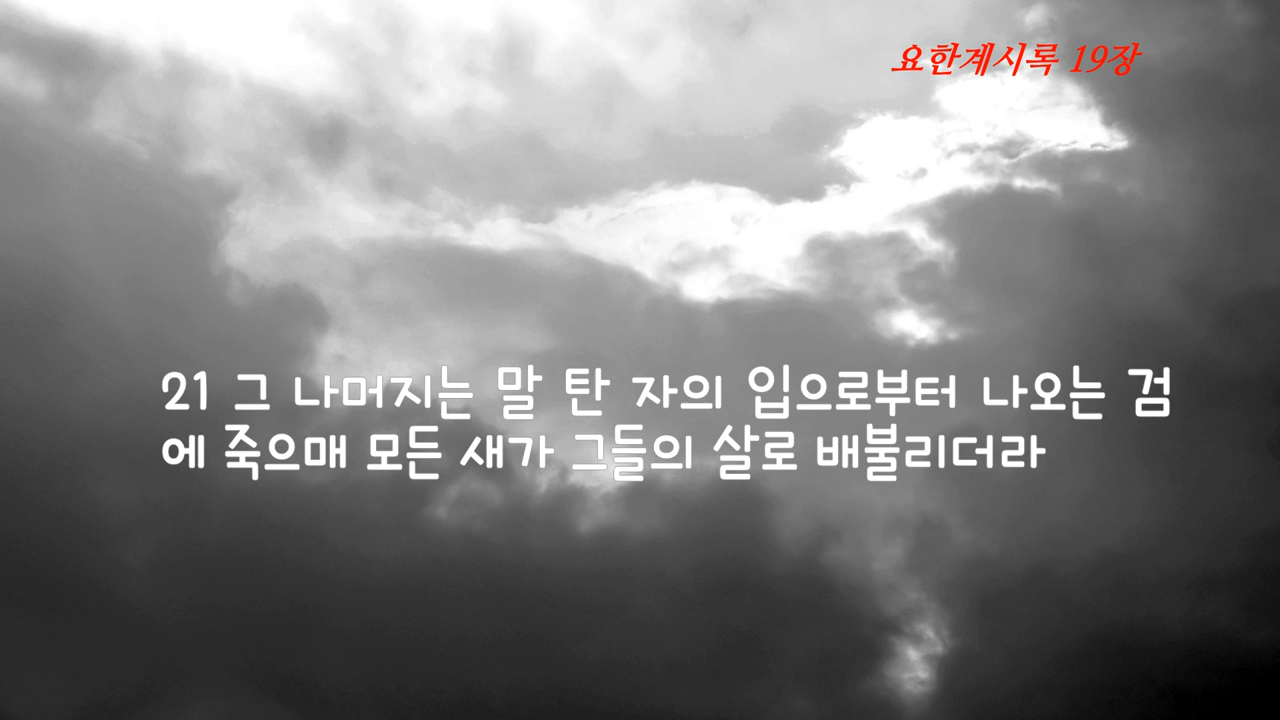 요한계시록 19장
21 그 나머지는 말 탄 자의 입으로부터 나오는 검
에 죽으매 모든 새가 그들의 살로 배불리더라